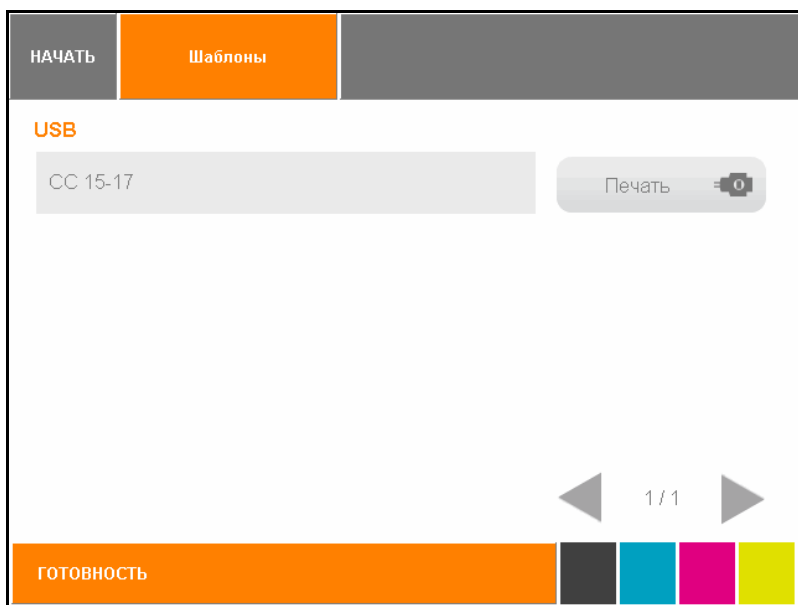 НАЧАТЬ
Шаблоны
USB
CC 15-17
Печать
1 / 1
ГОТОВНОСТЬ